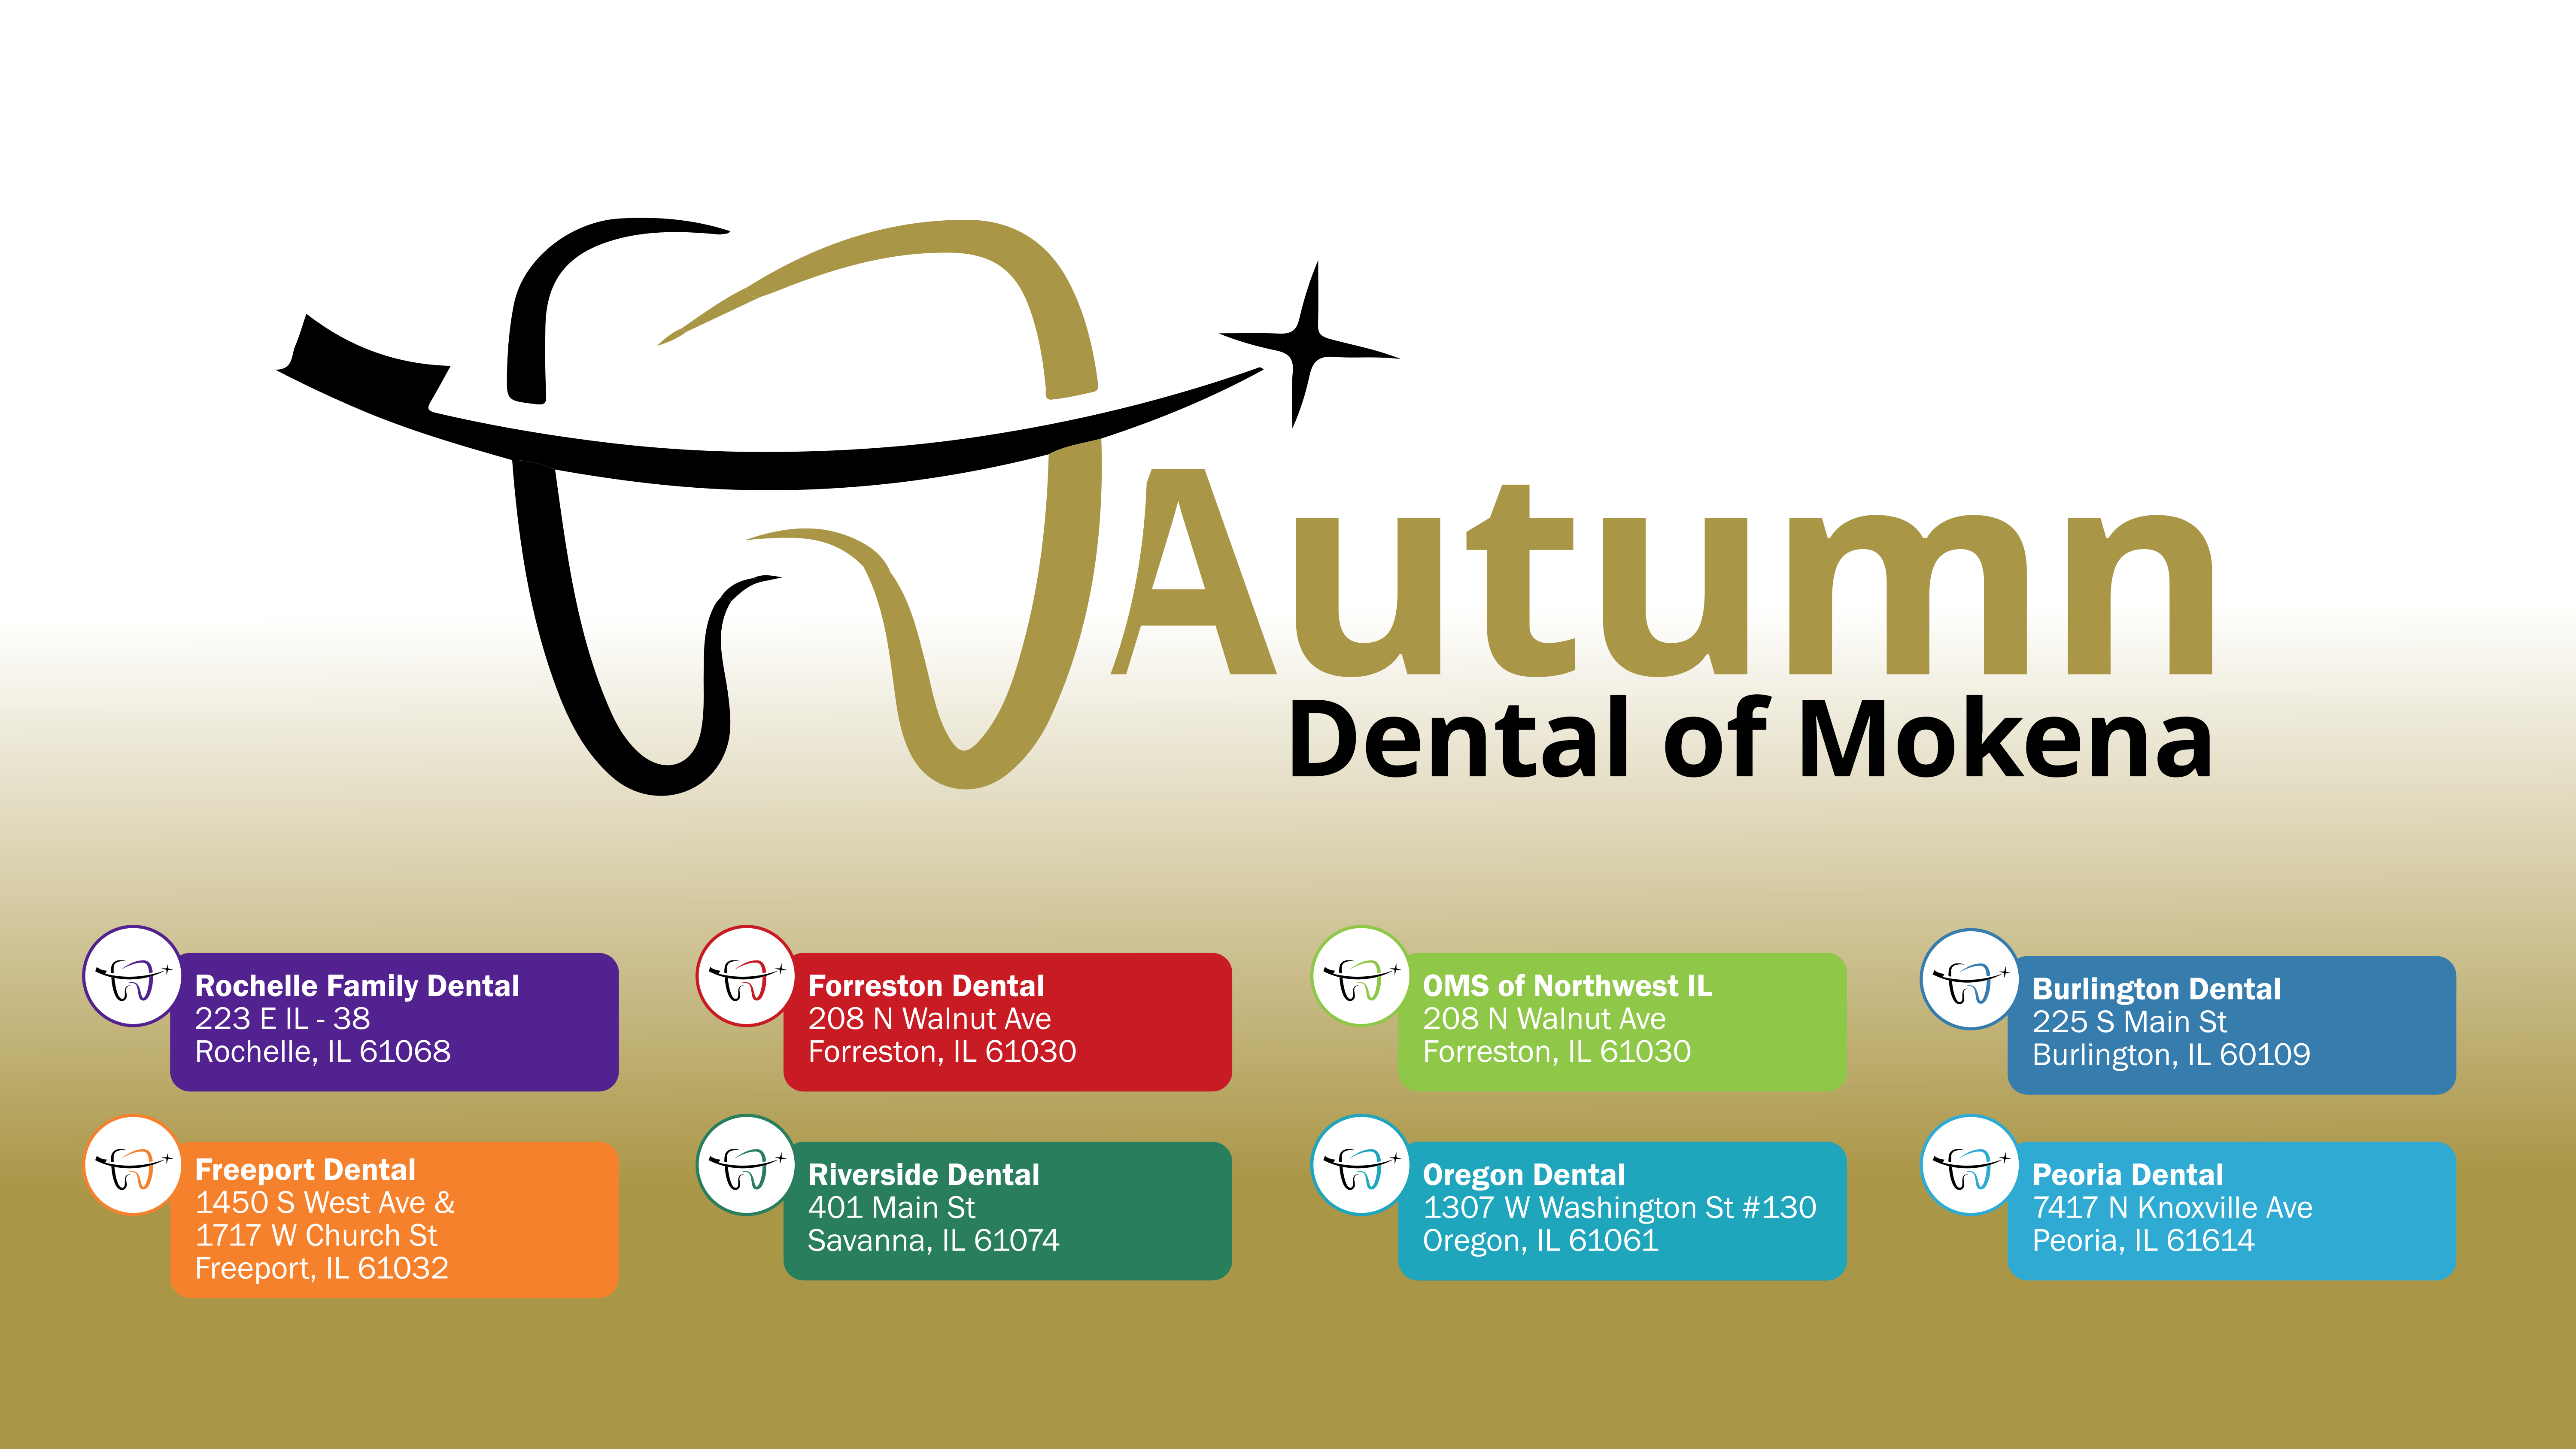 Autumn
Dental of Mokena
Rochelle Family Dental
223 E IL - 38
Rochelle, IL 61068
Forreston Dental
208 N Walnut Ave
Forreston, IL 61030
OMS of Northwest IL
208 N Walnut Ave
Forreston, IL 61030
Burlington Dental
225 S Main St
Burlington, IL 60109
Freeport Dental
1450 S West Ave &
1717 W Church St
Freeport, IL 61032
Riverside Dental
401 Main St
Savanna, IL 61074
Oregon Dental
1307 W Washington St #130
Oregon, IL 61061
Peoria Dental
7417 N Knoxville Ave
Peoria, IL 61614